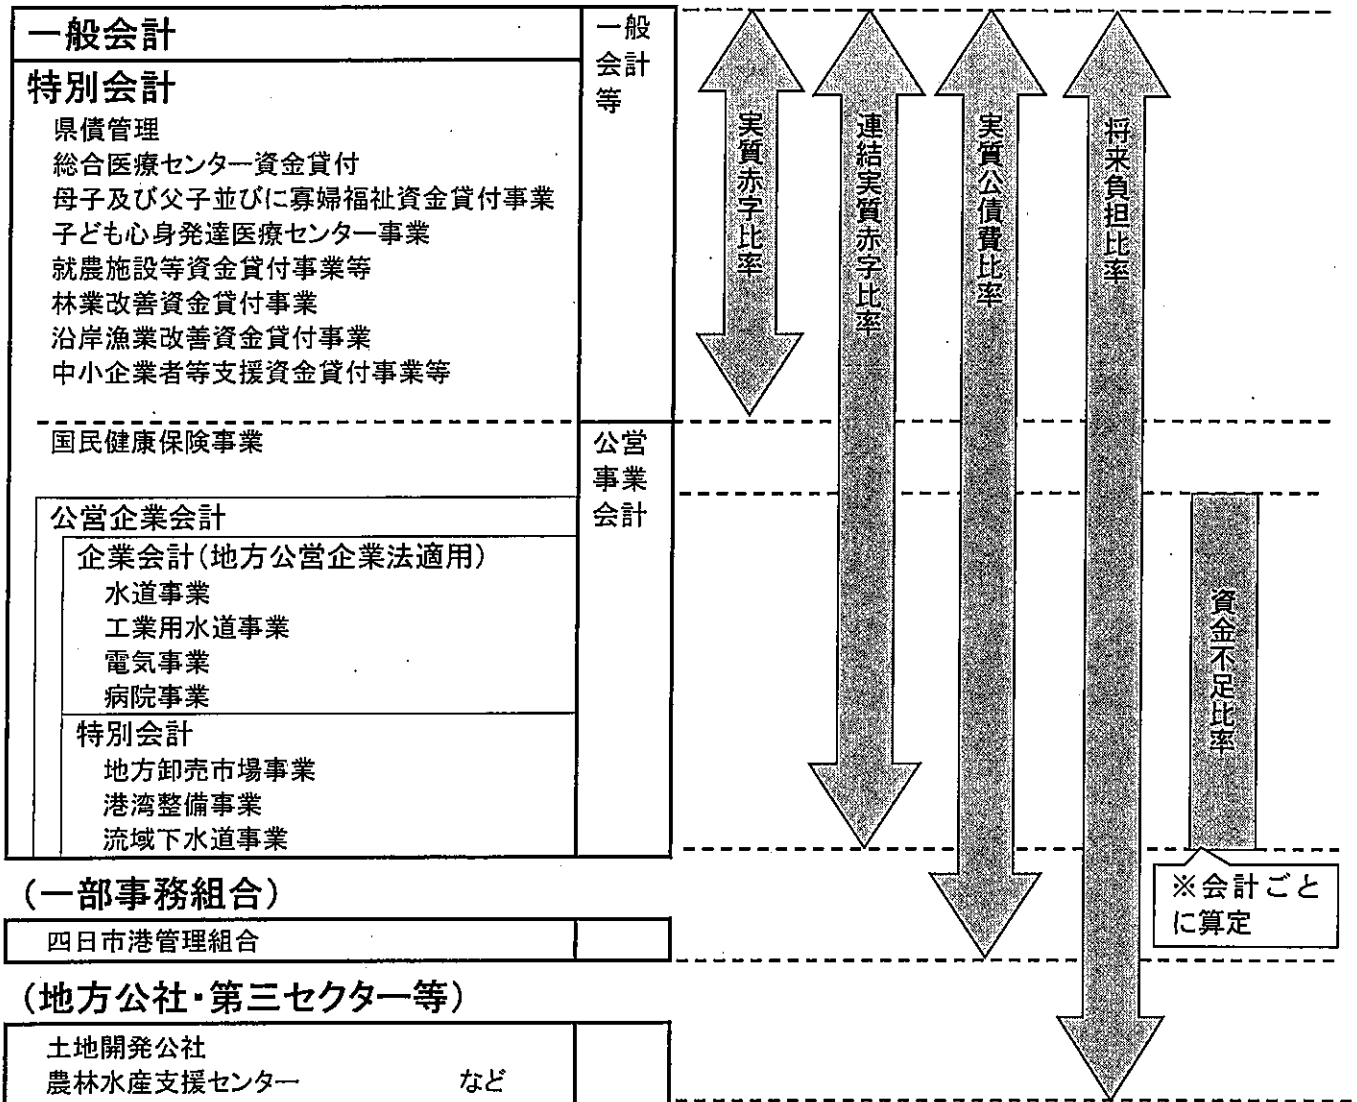 一般会計
特別会計
県債管理
総合医療センター資金貸付
母子及び父子並びに寡婦福祉資金貸付事業
子ども心身発達医療センター事業
就農施設等資金貸付事業等
林業改善資金貸付事業
沿岸漁業改善資金貸付事業
中小企業者等支援資金貸付事業等
国民健康保険事業
公営企業会計
企業会計(地方公営企業法適用)
水道事業
工業用水道事業
電気事業
病院事業
特別会計
地方卸売市場事業
港湾整備事業
流域下水道事業
一般
会計
等
公営
事業
会計
実質赤字比率
連結実質赤字比率
実質公債費比率
将来負担比率
資金不足比率
※会計ごと
に算定
(一部事務組合)
四日市港管理組合
(地方公社・第三セクター等)
土地開発公社
農林水産支援センター など